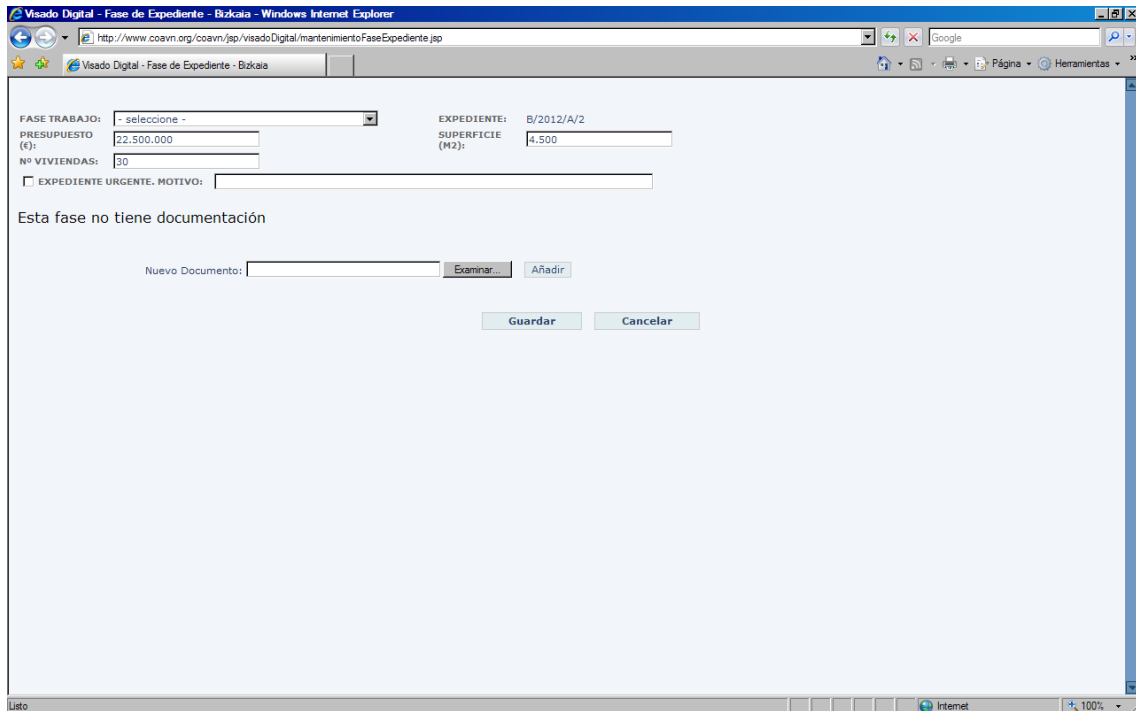 Visado Digital - Fase de Expediente - Bizkaia - Windows Internet Explorer
http://www.coavn.org/coavn/jsp/visadoDigital/mantenimientoFaseExpediente.jsp
Google
Visado Digital - Fase de Expediente - Bizkaia
Página
Herramientas
»
FASE TRABAJO: - seleccione - EXPEDIENTE: B/2012/A/2
PRESUPUESTO (€): 22.500.000 SUPERFICIE (M2): 4.500
Nº VIVIENDAS: 30
EXPEDIENTE URGENTE. MOTIVO:
Esta fase no tiene documentación
Nuevo Documento: Examinar... Añadir
Guardar Cancelar
Listo Internet 100%